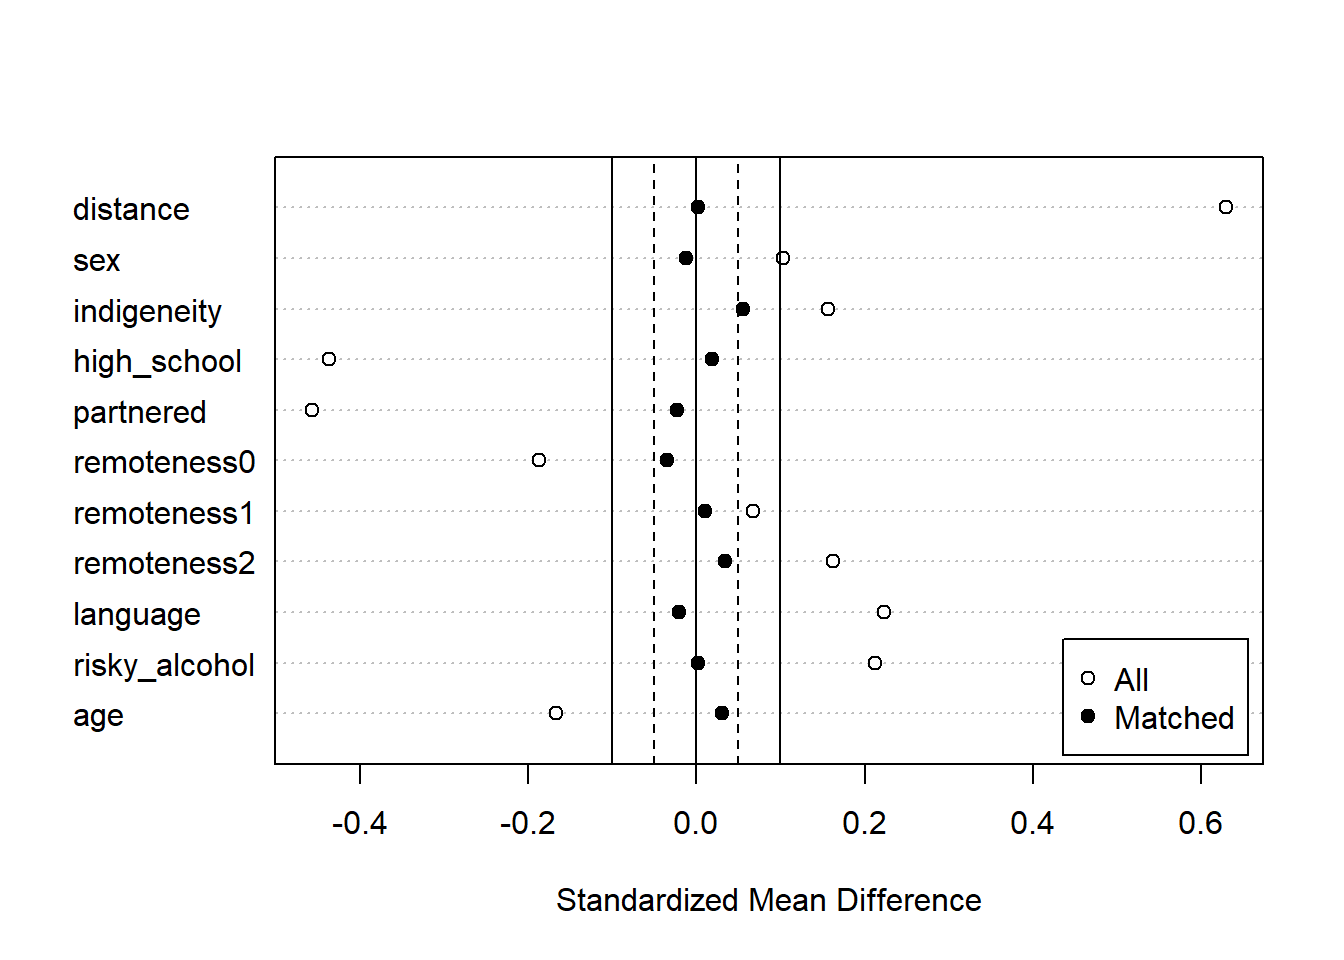 distance
sex
indigeneity
high_school
partnered
remoteness0
remoteness1
remoteness2
language
risky_alcohol
age
All
Matched
-0.4 -0.2 0.0 0.2 0.4 0.6
Standardized Mean Difference